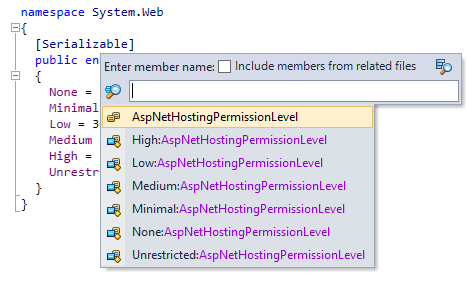 namespace System.Web
{
[Serializable]
public en
{
None =
Minimal
Low = 3
Medium
High =
Unrestr
}
}
Enter member name: Include members from related files
AspNetHostingPermissionLevel
High:AspNetHostingPermissionLevel
Low:AspNetHostingPermissionLevel
Medium:AspNetHostingPermissionLevel
Minimal:AspNetHostingPermissionLevel
None:AspNetHostingPermissionLevel
Unrestricted:AspNetHostingPermissionLevel